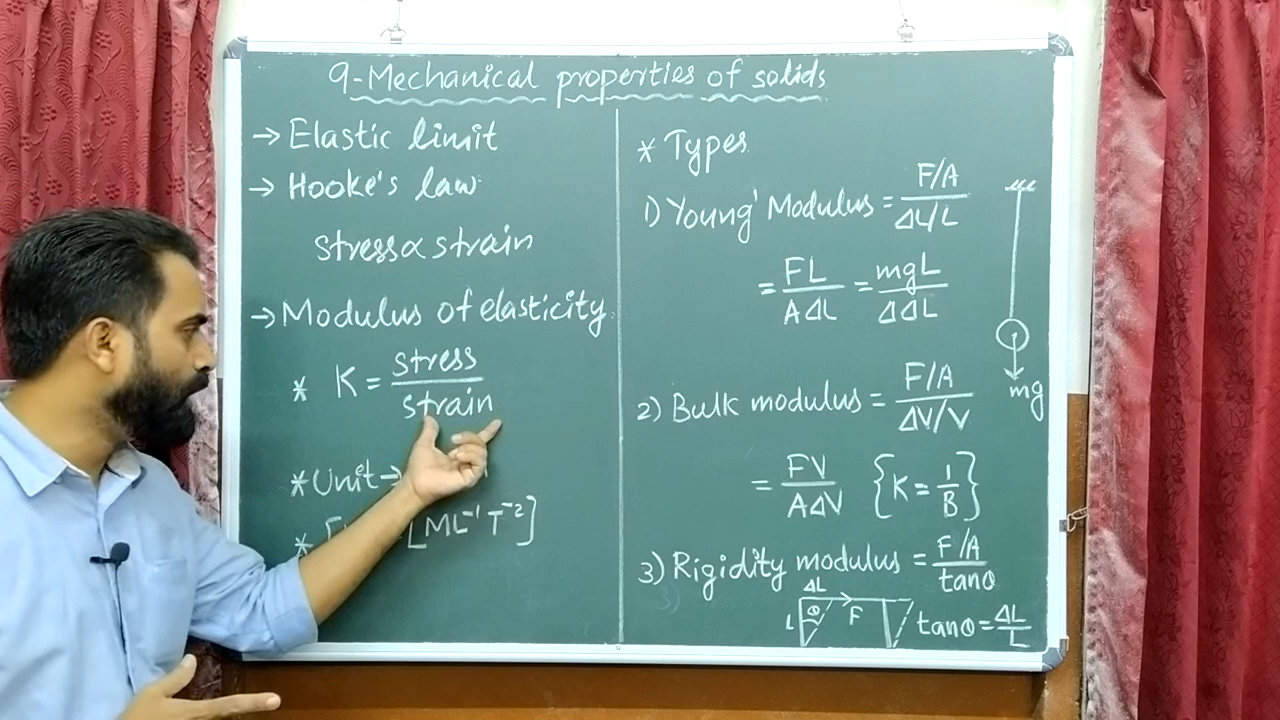 9-Mechanical properties of solids
→ Elastic limit
→ Hooke's law
stress ∝ strain
→ Modulus of elasticity
* K = stress/strain
* Unit →
* [ML⁻¹T⁻²]
* Types
1) Young' Modulus = F/A / ΔL/L
= FL/AΔL = mgL/ΔΔL
mg
2) Bulk modulus = F/A / ΔV/V
= FV/AΔV {K = 1/B}
3) Rigidity modulus = F/A / tanθ
ΔL
L θ F tanθ = ΔL/L